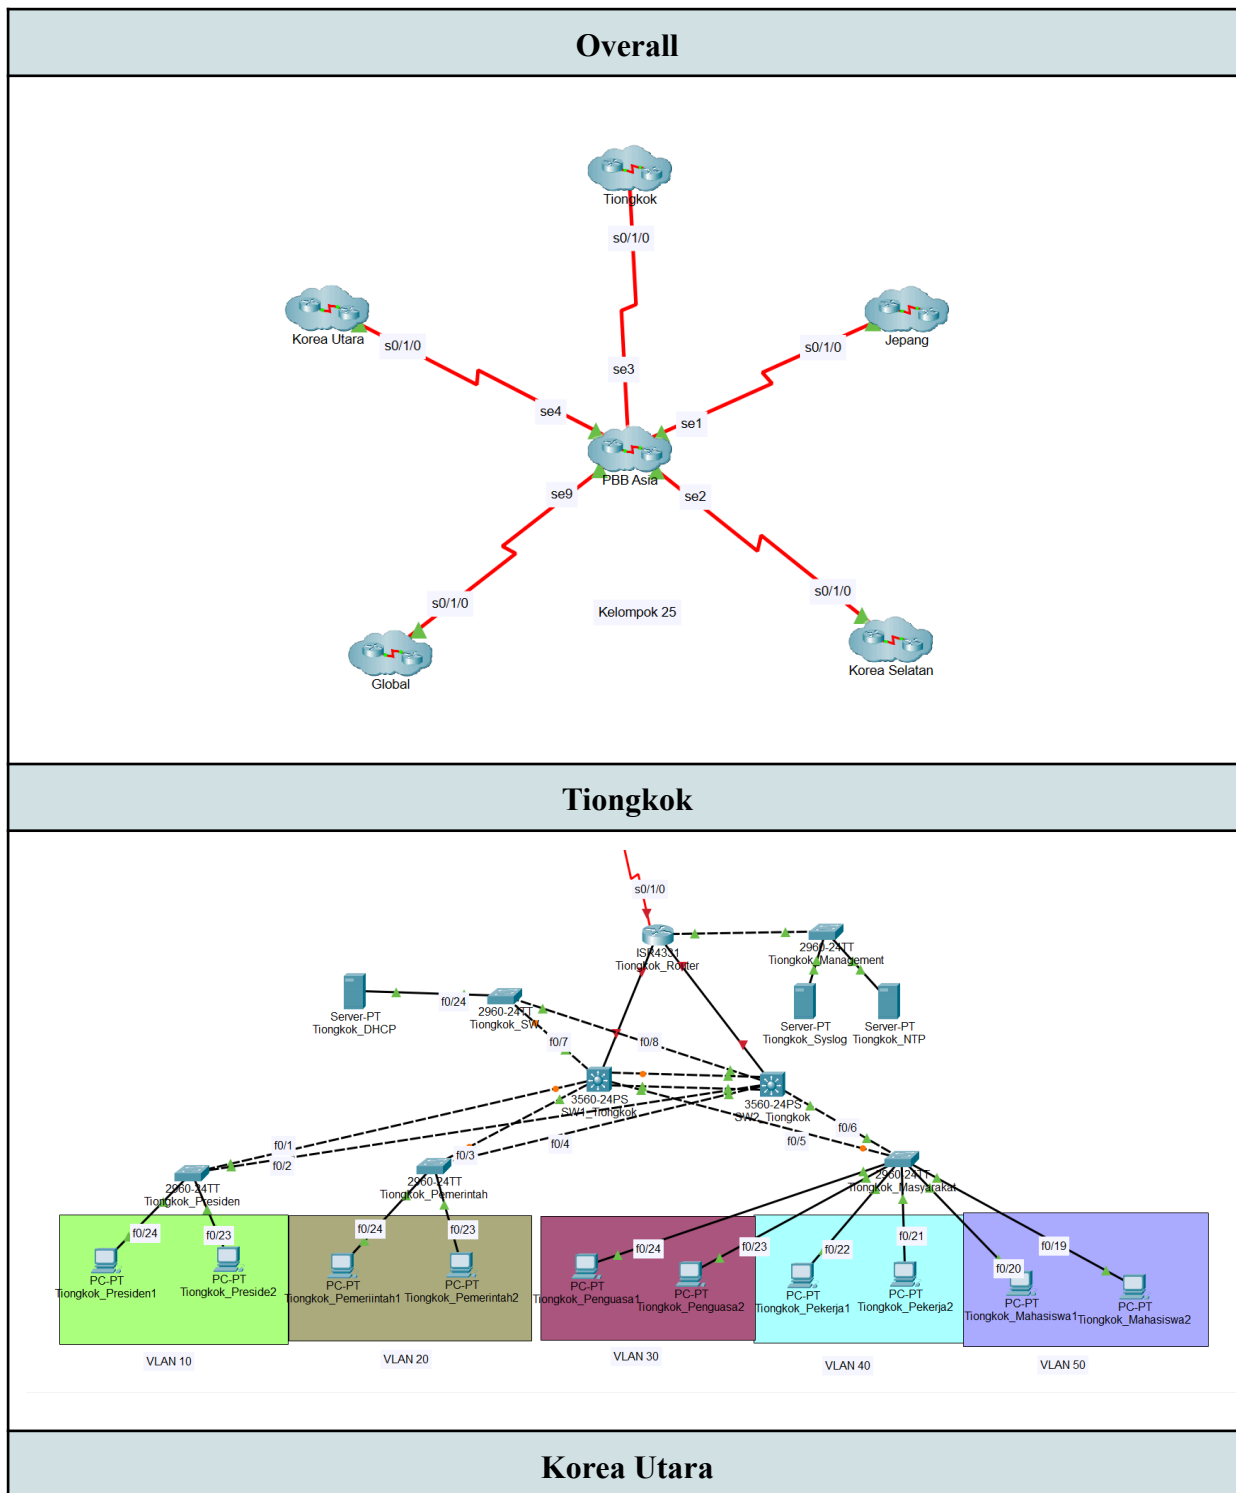 Overall
Tiongkok
s0/1/0
Korea Utara
Jepang
s0/1/0
s0/1/0
se3
se4
se1
PBB Asia
se9
se2
s0/1/0
s0/1/0
Kelompok 25
Global
Korea Selatan
Tiongkok
s0/1/0
ISR4331
Tiongkok_Router
2960-24TT
Tiongkok_Management
Server-PT
Tiongkok_DHCP
f0/24
2960-24TT
Tiongkok_SW
Server-PT
Tiongkok_Syslog
Server-PT
Tiongkok_NTP
f0/7
f0/8
3560-24PS
SW1_Tiongkok
3560-24PS
SW2_Tiongkok
f0/1
f0/2
f0/3
f0/4
f0/5
f0/6
2960-24TT
Tiongkok_Presiden
2960-24TT
Tiongkok_Pemerintah
2960-24TT
Tiongkok_Masyarakat
f0/24
f0/23
f0/24
f0/23
f0/24
f0/23
f0/22
f0/21
f0/20
f0/19
PC-PT
Tiongkok_Presiden1
PC-PT
Tiongkok_Preside2
PC-PT
Tiongkok_Pemeriintah1
PC-PT
Tiongkok_Pemerintah2
PC-PT
Tiongkok_Penguasa1
PC-PT
Tiongkok_Penguasa2
PC-PT
Tiongkok_Pekerja1
PC-PT
Tiongkok_Pekerja2
PC-PT
Tiongkok_Mahasiswa1
PC-PT
Tiongkok_Mahasiswa2
VLAN 10
VLAN 20
VLAN 30
VLAN 40
VLAN 50
Korea Utara